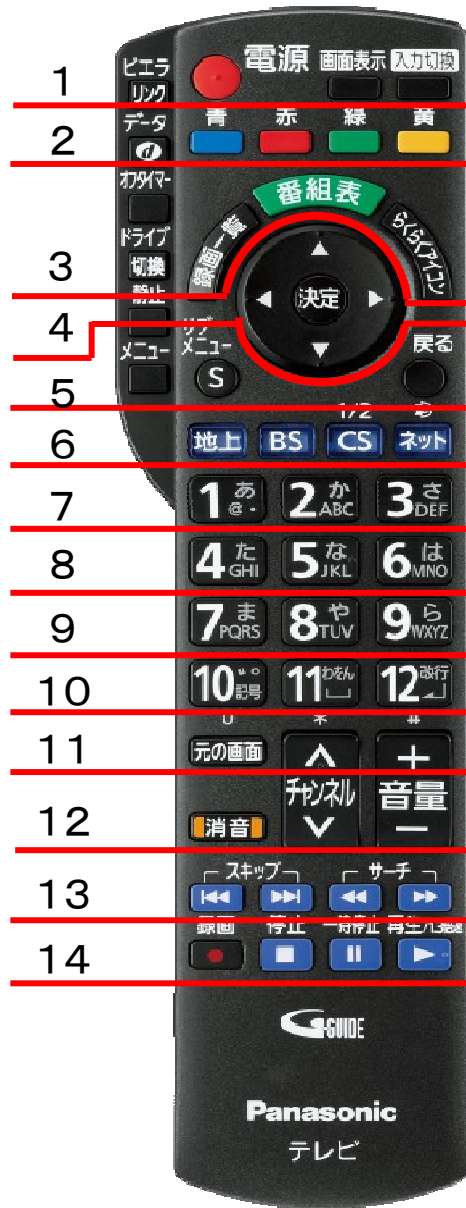 電源 画面表示 入力切換
ビエラ
リンク
1
青 赤 緑 黄
データ
d
2
オフタイマー
番組表
録画一覧
らくらくアイコン
ドライブ
切換
3
決定
静止
4
サブ
メニュー
メニュー
戻る
S
5
1/2
地上 BS CS ネット
6
1 あ @. 2 か ABC 3 さ DEF
7
4 た GHI 5 な JKL 6 は MNO
8
7 ま PQRS 8 や TUV 9 ら WXYZ
9
10 記号 11 わをん 12 改行
10
* #
元の画面 +
11
チャンネル 音量
消音 -
12
スキップ サーチ
13
録画 停止 一時停止
14
G-GUIDE
Panasonic
テレビ